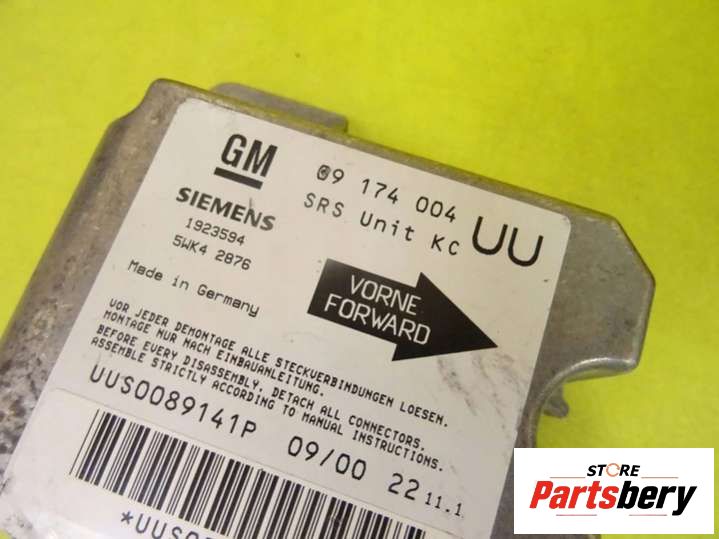 GM
09 174 004
SRS Unit KC
UU
SIEMENS
1923594
5WK4 2876
Made in Germany
VORNE
FORWARD
VOR JEDER DEMONTAGE ALLE STECKVERBINDUNGEN LOESEN.
MONTAGE NUR NACH EINBAUANLEITUNG.
BEFORE EVERY DISASSEMBLY, DETACH ALL CONNECTORS.
ASSEMBLE STRICTLY ACCORDING TO MANUAL INSTRUCTIONS.
UUS0089141P 09/00 22 11.1
STORE
Partsbery